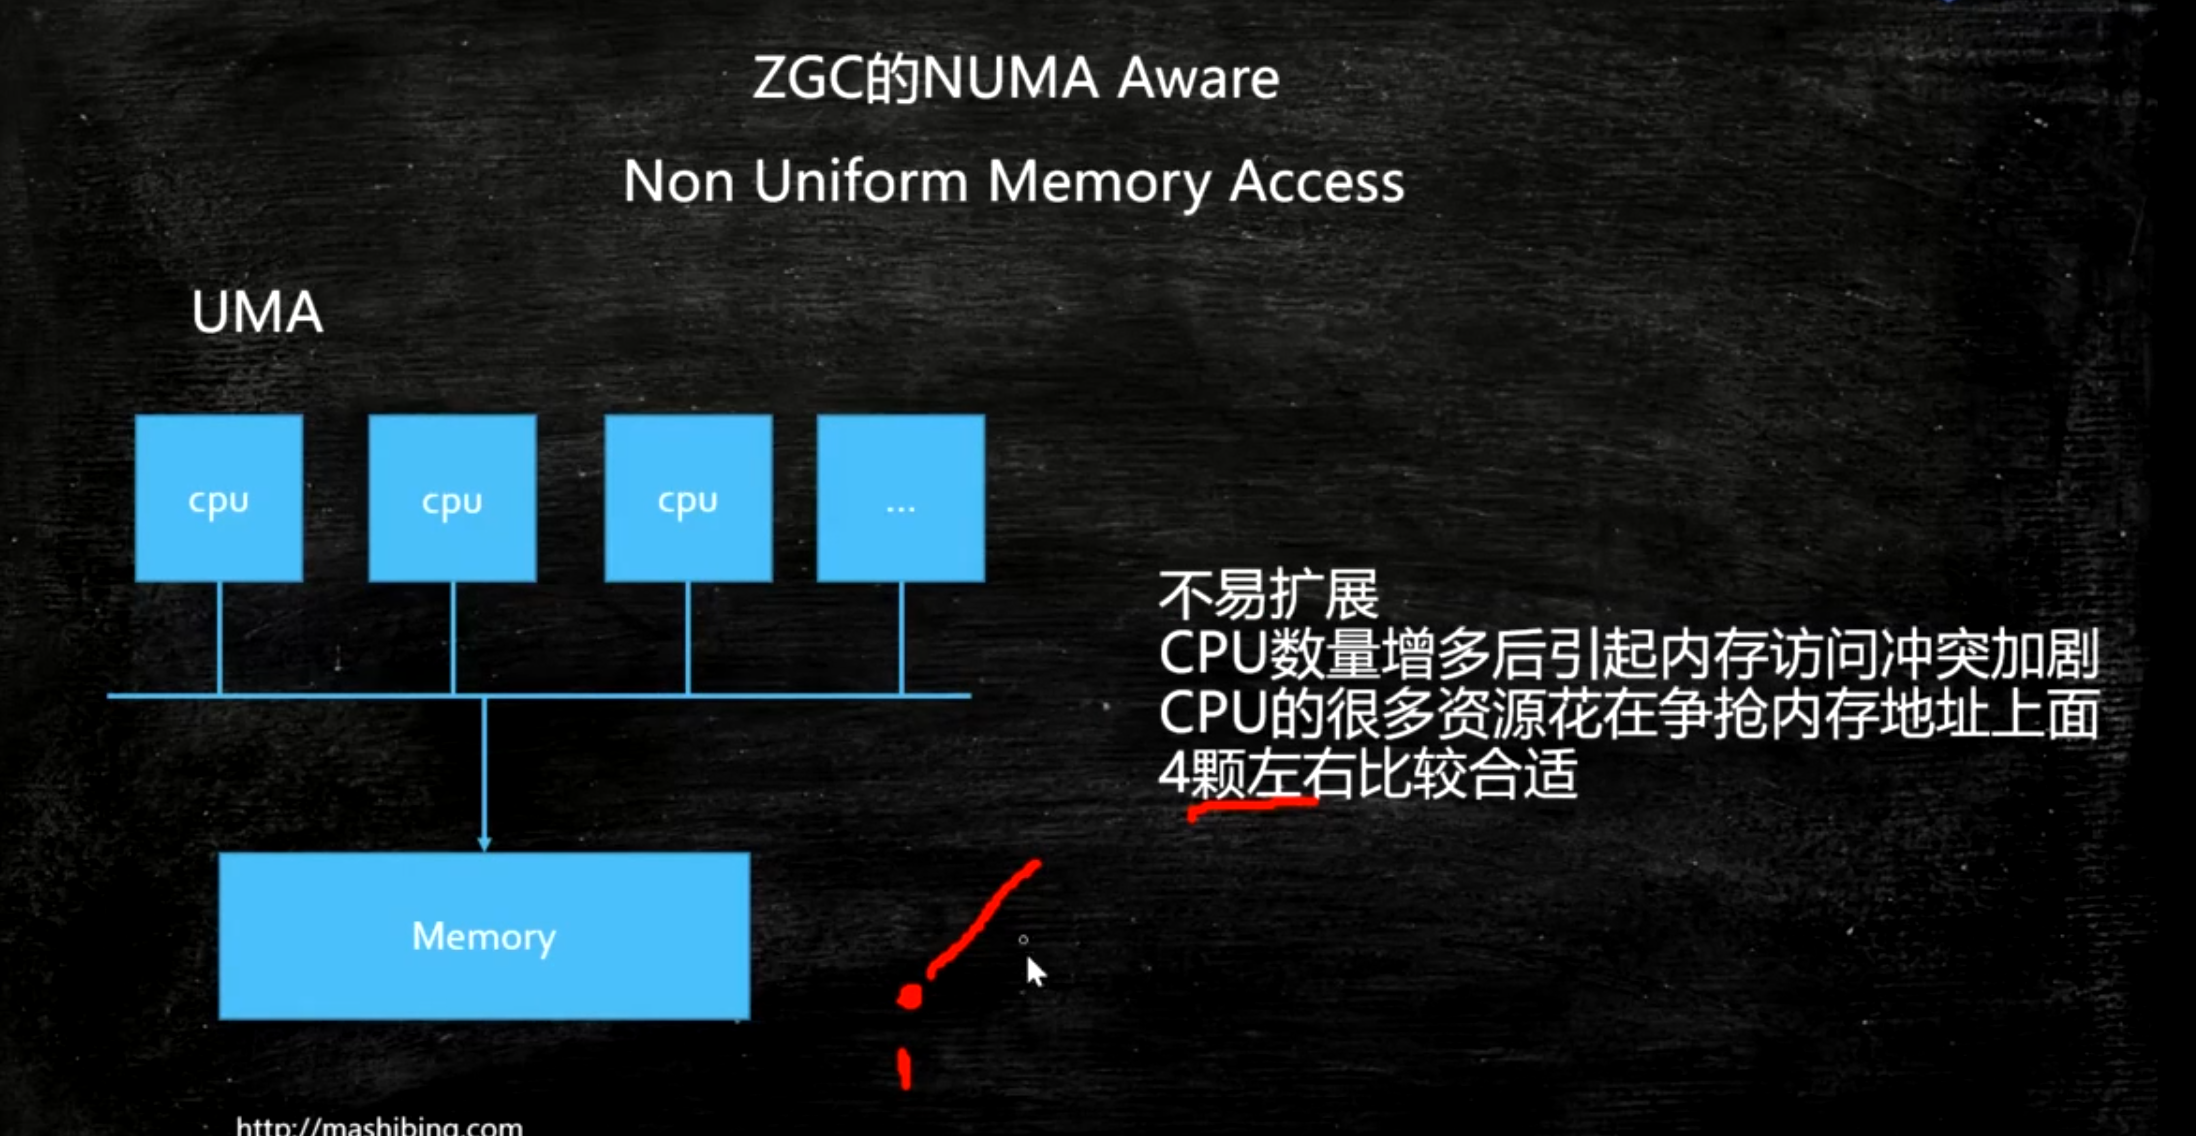 ZGC的NUMA Aware
Non Uniform Memory Access
UMA
cpu
cpu
cpu
...
不易扩展
CPU数量增多后引起内存访问冲突加剧
CPU的很多资源花在争抢内存地址上面
4颗左右比较合适
Memory
http://mashibing.com